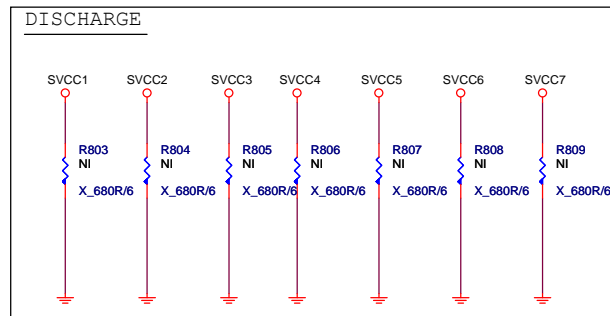 DISCHARGE
SVCC1 SVCC2 SVCC3 SVCC4 SVCC5 SVCC6 SVCC7
R803 R804 R805 R806 R807 R808 R809
NI NI NI NI NI NI NI
X_680R/6 X_680R/6 X_680R/6 X_680R/6 X_680R/6 X_680R/6 X_680R/6